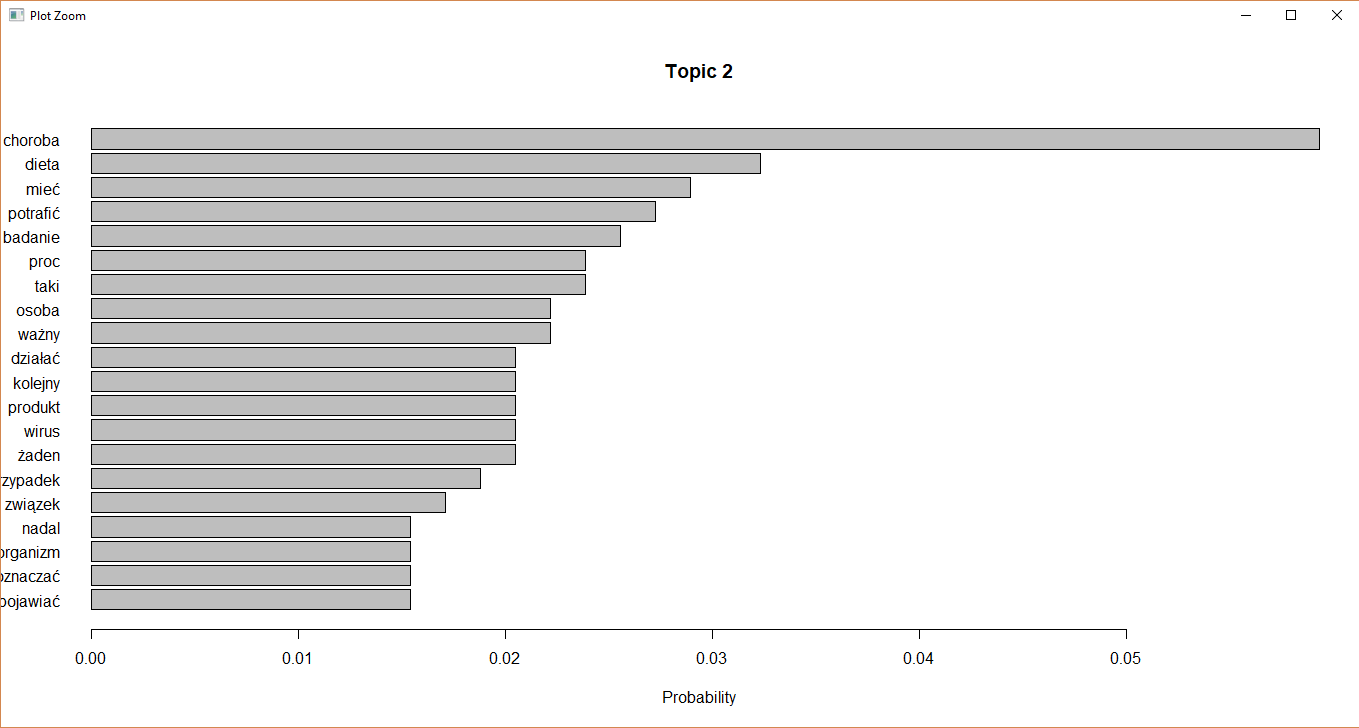 Plot Zoom
Topic 2
choroba
dieta
mieć
potrafić
badanie
proc
taki
osoba
ważny
działać
kolejny
produkt
wirus
żaden
rzypadek
związek
nadal
organizm
oznaczać
pojawiać
0.00 0.01 0.02 0.03 0.04 0.05
Probability